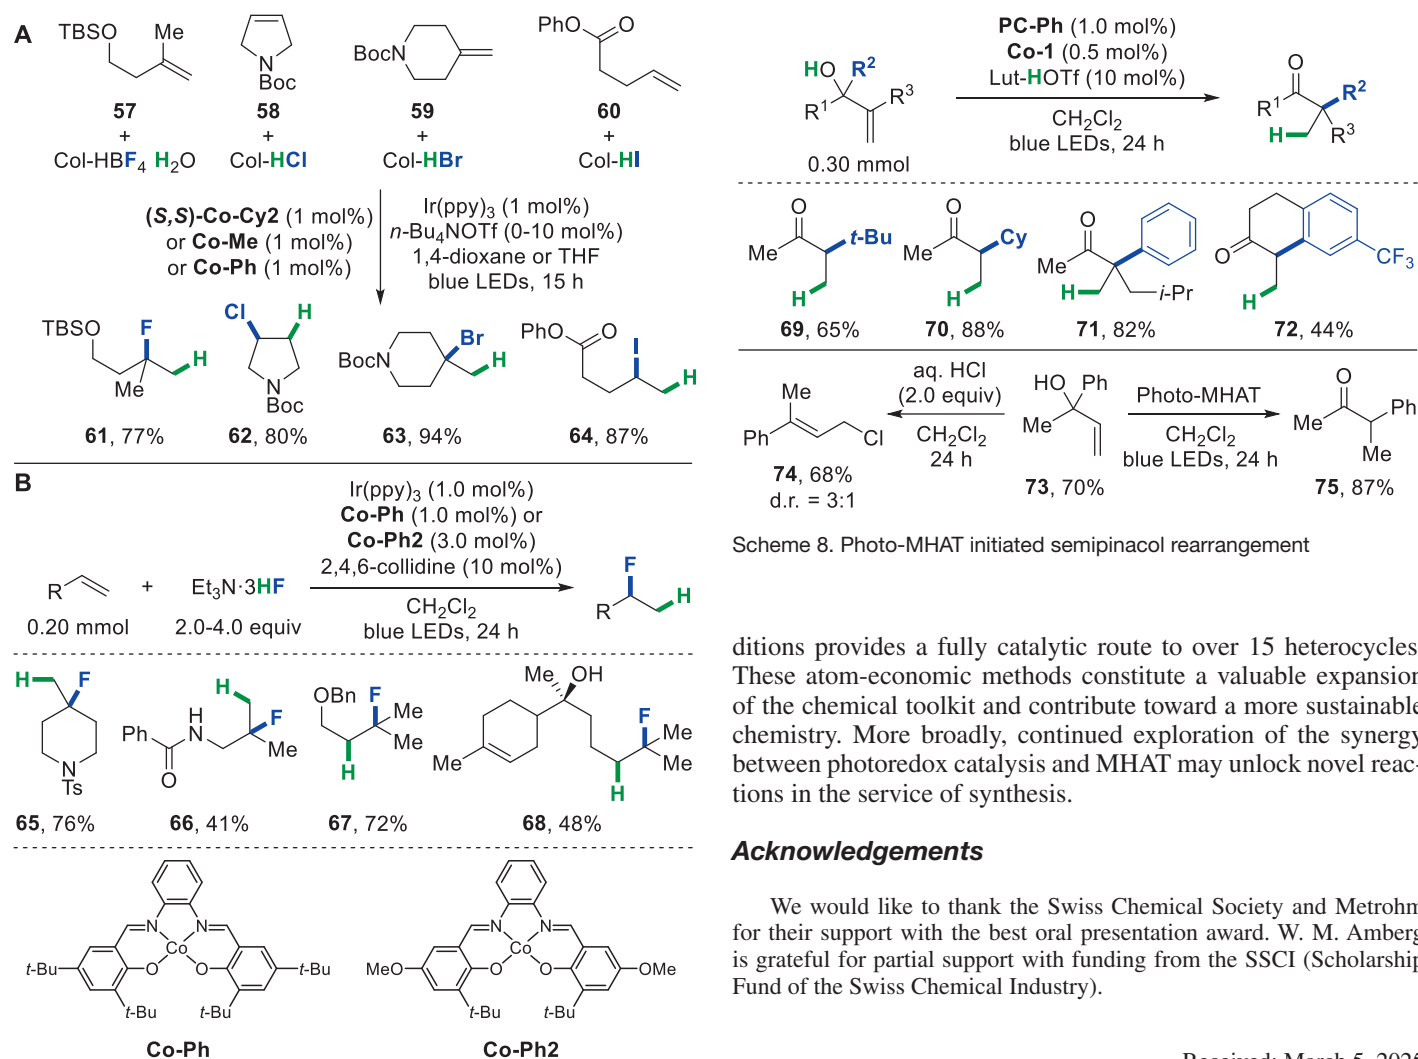 A
TBSO Me
57
+
Col-HBF4 H2O
N
Boc
58
+
Col-HCl
BocN
59
+
Col-HBr
PhO O
60
+
Col-HI
(S,S)-Co-Cy2 (1 mol%)
or Co-Me (1 mol%)
or Co-Ph (1 mol%)
Ir(ppy)3 (1 mol%)
n-Bu4NOTf (0-10 mol%)
1,4-dioxane or THF
blue LEDs, 15 h
TBSO F
H
Me
61, 77%
Cl H
N
Boc
62, 80%
Br
BocN H
63, 94%
PhO O
I
H
64, 87%
B
Ir(ppy)3 (1.0 mol%)
Co-Ph (1.0 mol%) or
Co-Ph2 (3.0 mol%)
2,4,6-collidine (10 mol%)
R + Et3N·3HF
0.20 mmol 2.0-4.0 equiv
CH2Cl2
blue LEDs, 24 h
F
R H
H F
N
Ts
65, 76%
H
Ph N
H
O
F
Me
66, 41%
OBn
F
Me
Me
H
67, 72%
Me OH
Me
F
Me
Me
H
68, 48%
N N
Co
O O
t-Bu t-Bu
t-Bu t-Bu
Co-Ph
N N
Co
O O
MeO OMe
t-Bu t-Bu
Co-Ph2
HO R2
R1 R3
0.30 mmol
PC-Ph (1.0 mol%)
Co-1 (0.5 mol%)
Lut-HOTf (10 mol%)
CH2Cl2
blue LEDs, 24 h
O
R1 R2
H R3
O
Me t-Bu
H
69, 65%
O
Me Cy
H
70, 88%
O
Me
H i-Pr
71, 82%
O
CF3
H
72, 44%
Me
Ph Cl
74, 68%
d.r. = 3:1
aq. HCl
(2.0 equiv)
CH2Cl2
24 h
HO Ph
Me
73, 70%
Photo-MHAT
CH2Cl2
blue LEDs, 24 h
O
Me Ph
Me
75, 87%
Scheme 8. Photo-MHAT initiated semipinacol rearrangement
ditions provides a fully catalytic route to over 15 heterocycles.
These atom-economic methods constitute a valuable expansion
of the chemical toolkit and contribute toward a more sustainable
chemistry. More broadly, continued exploration of the synergy
between photoredox catalysis and MHAT may unlock novel reac-
tions in the service of synthesis.
Acknowledgements
We would like to thank the Swiss Chemical Society and Metrohm
for their support with the best oral presentation award. W. M. Amberg
is grateful for partial support with funding from the SSCI (Scholarship
Fund of the Swiss Chemical Industry).
Received: March 5, 2025